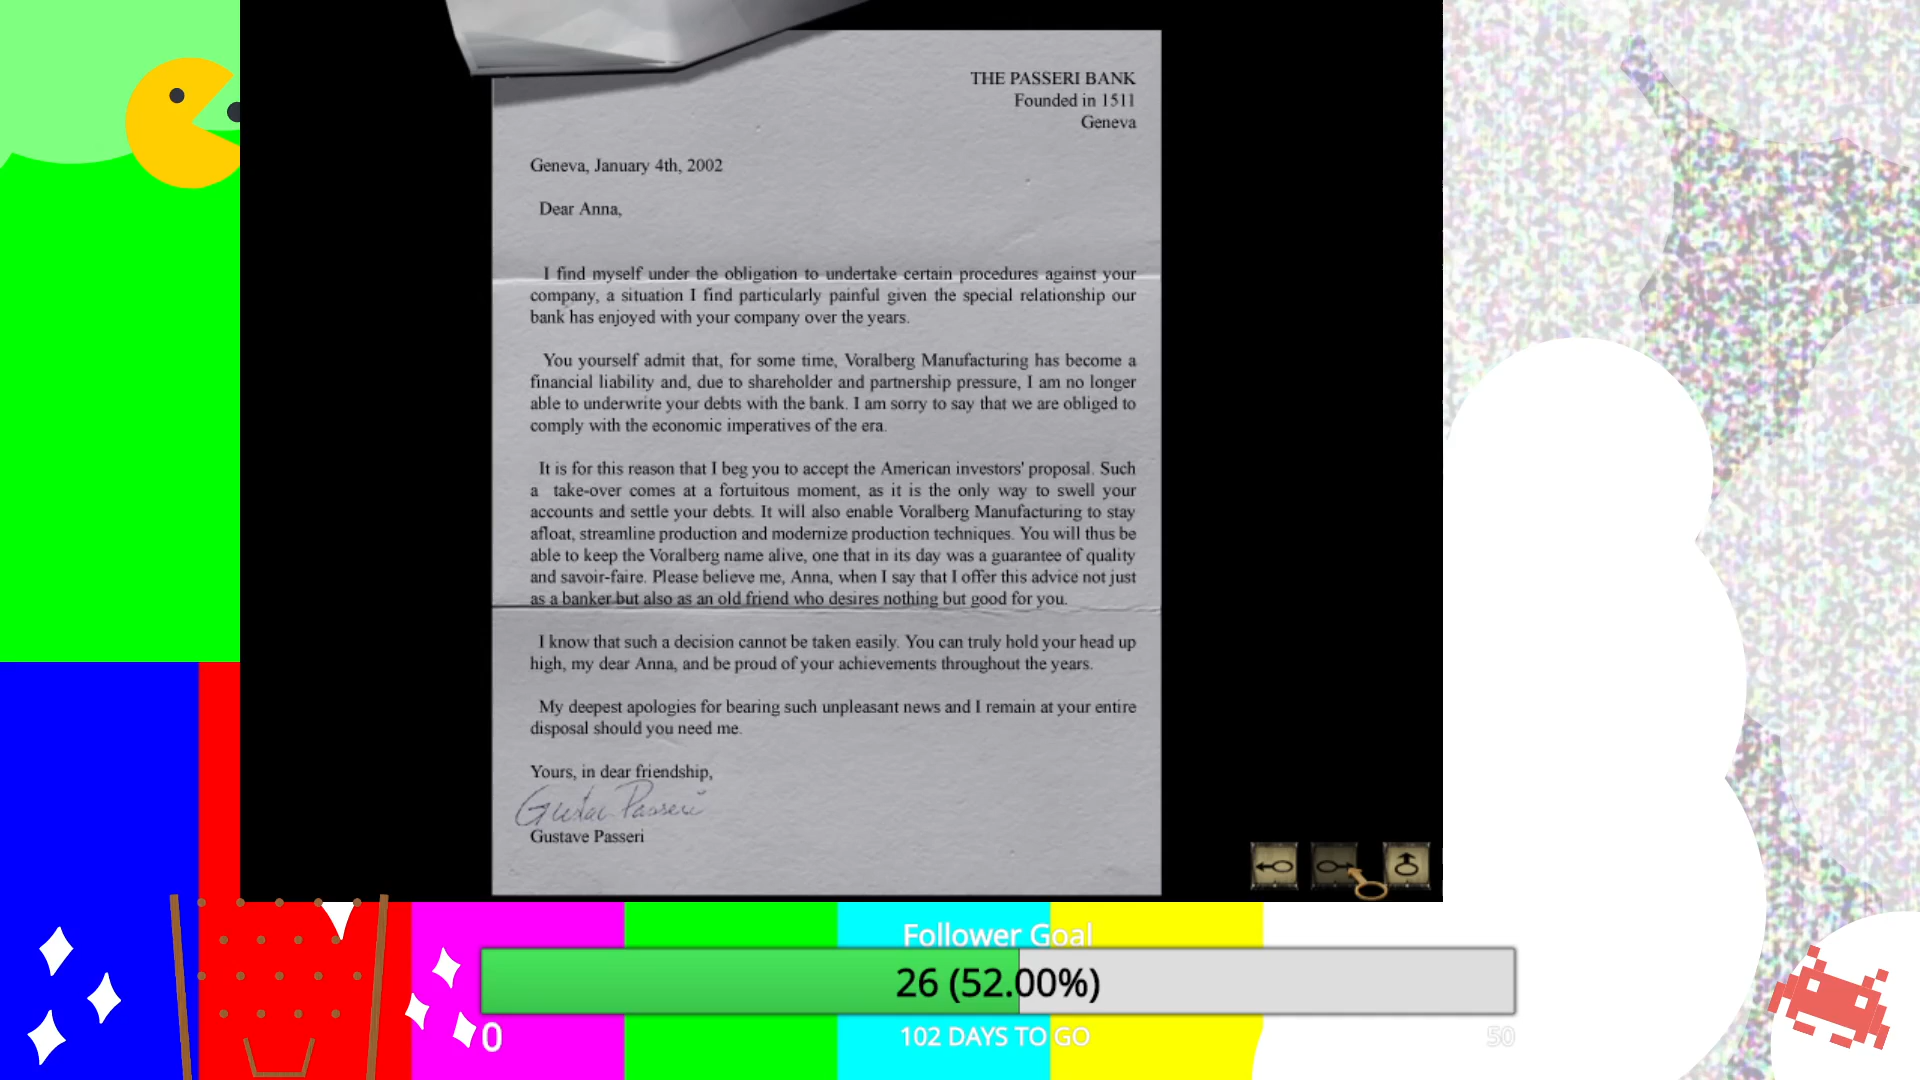 THE PASSERI BANK
Founded in 1511
Geneva
Geneva, January 4th, 2002
Dear Anna,
I find myself under the obligation to undertake certain procedures against your
company, a situation I find particularly painful given the special relationship our
bank has enjoyed with your company over the years.
You yourself admit that, for some time, Voralberg Manufacturing has become a
financial liability and, due to shareholder and partnership pressure, I am no longer
able to underwrite your debts with the bank. I am sorry to say that we are obliged to
comply with the economic imperatives of the era.
It is for this reason that I beg you to accept the American investors' proposal. Such
a take-over comes at a fortuitous moment, as it is the only way to swell your
accounts and settle your debts. It will also enable Voralberg Manufacturing to stay
afloat, streamline production and modernize production techniques. You will thus be
able to keep the Voralberg name alive, one that in its day was a guarantee of quality
and savoir-faire. Please believe me, Anna, when I say that I offer this advice not just
as a banker but also as an old friend who desires nothing but good for you.
I know that such a decision cannot be taken easily. You can truly hold your head up
high, my dear Anna, and be proud of your achievements throughout the years.
My deepest apologies for bearing such unpleasant news and I remain at your entire
disposal should you need me.
Yours, in dear friendship,
Gustav Passeri
Gustave Passeri
Follower Goal
26 (52.00%)
0
102 DAYS TO GO
50